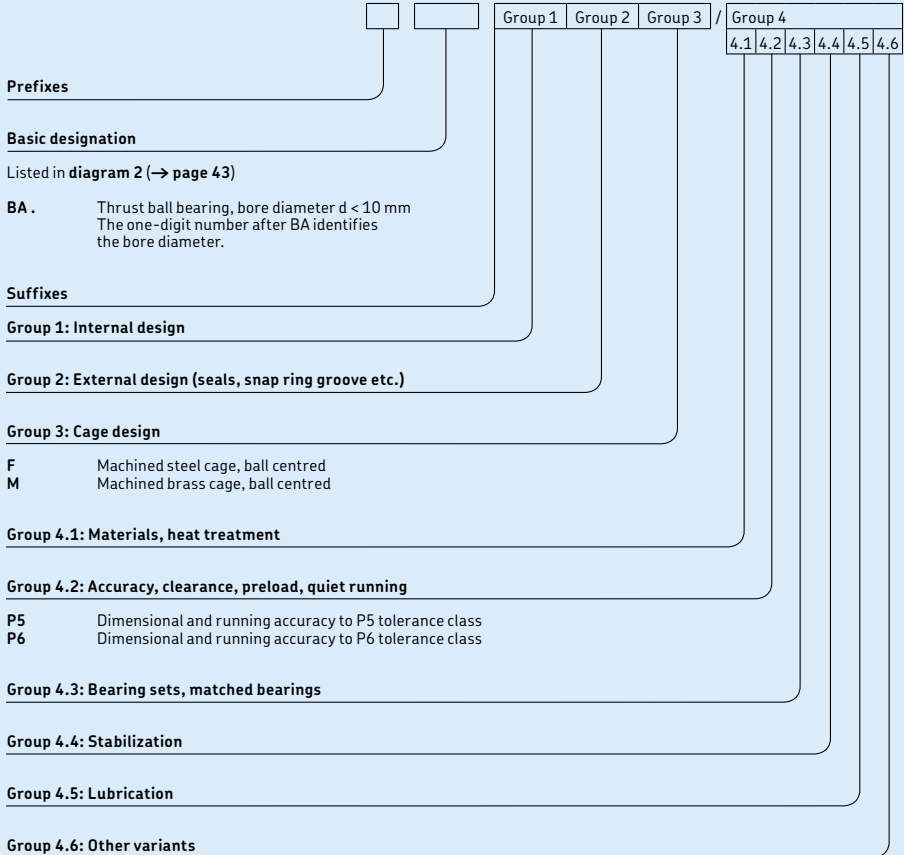 Group 1 Group 2 Group 3 / Group 4
4.1 4.2 4.3 4.4 4.5 4.6
Prefixes
Basic designation
Listed in diagram 2 (→ page 43)
BA . Thrust ball bearing, bore diameter d < 10 mm
The one-digit number after BA identifies
the bore diameter.
Suffixes
Group 1: Internal design
Group 2: External design (seals, snap ring groove etc.)
Group 3: Cage design
F Machined steel cage, ball centred
M Machined brass cage, ball centred
Group 4.1: Materials, heat treatment
Group 4.2: Accuracy, clearance, preload, quiet running
P5 Dimensional and running accuracy to P5 tolerance class
P6 Dimensional and running accuracy to P6 tolerance class
Group 4.3: Bearing sets, matched bearings
Group 4.4: Stabilization
Group 4.5: Lubrication
Group 4.6: Other variants